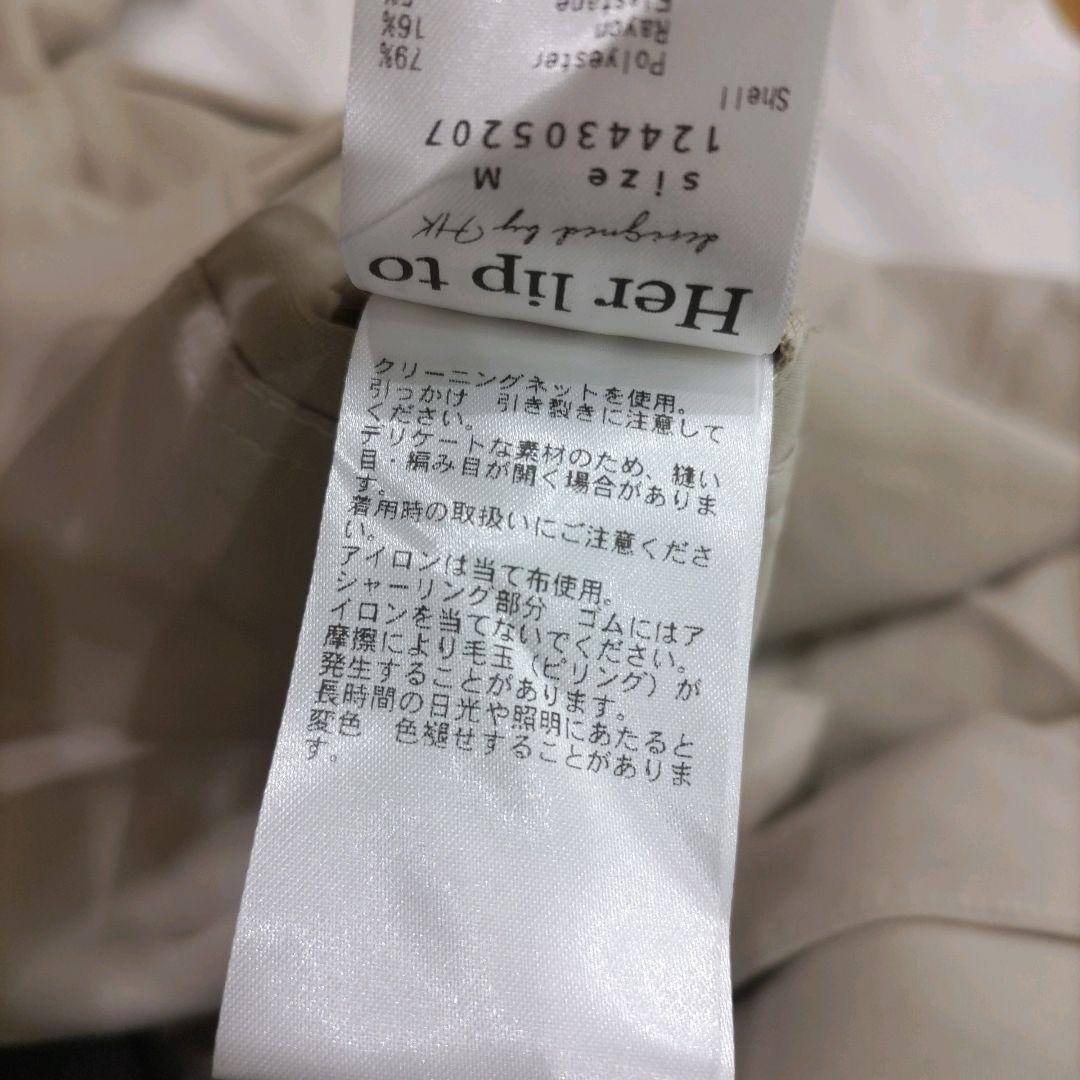 Her lip to
designed by HK
size M
1244305207
Shell
Polyester 79%
Rayon 16%
Elastane 5%
クリーニングネットを使用。
引っかけ 引き裂きに注意して
ください。
デリケートな素材のため、縫い
目・編み目が開く場合がありま
す。
着用時の取扱いにご注意くださ
い。
アイロンは当て布使用。
シャーリング部分 ゴムにはア
イロンを当てないでください。
摩擦により毛玉(ピリング)が
発生することがあります。
長時間の日光や照明にあたると
変色 色褪せすることがありま
す。